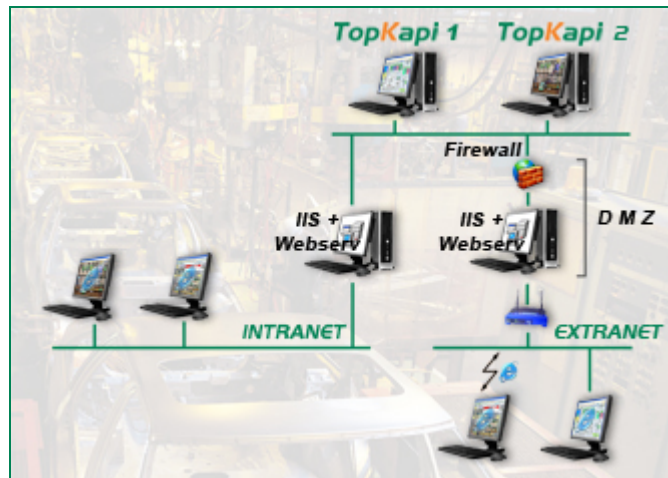 TopKapi 1 TopKapi 2
Firewall
IIS +
Webserv
IIS +
Webserv
D M Z
INTRANET
EXTRANET